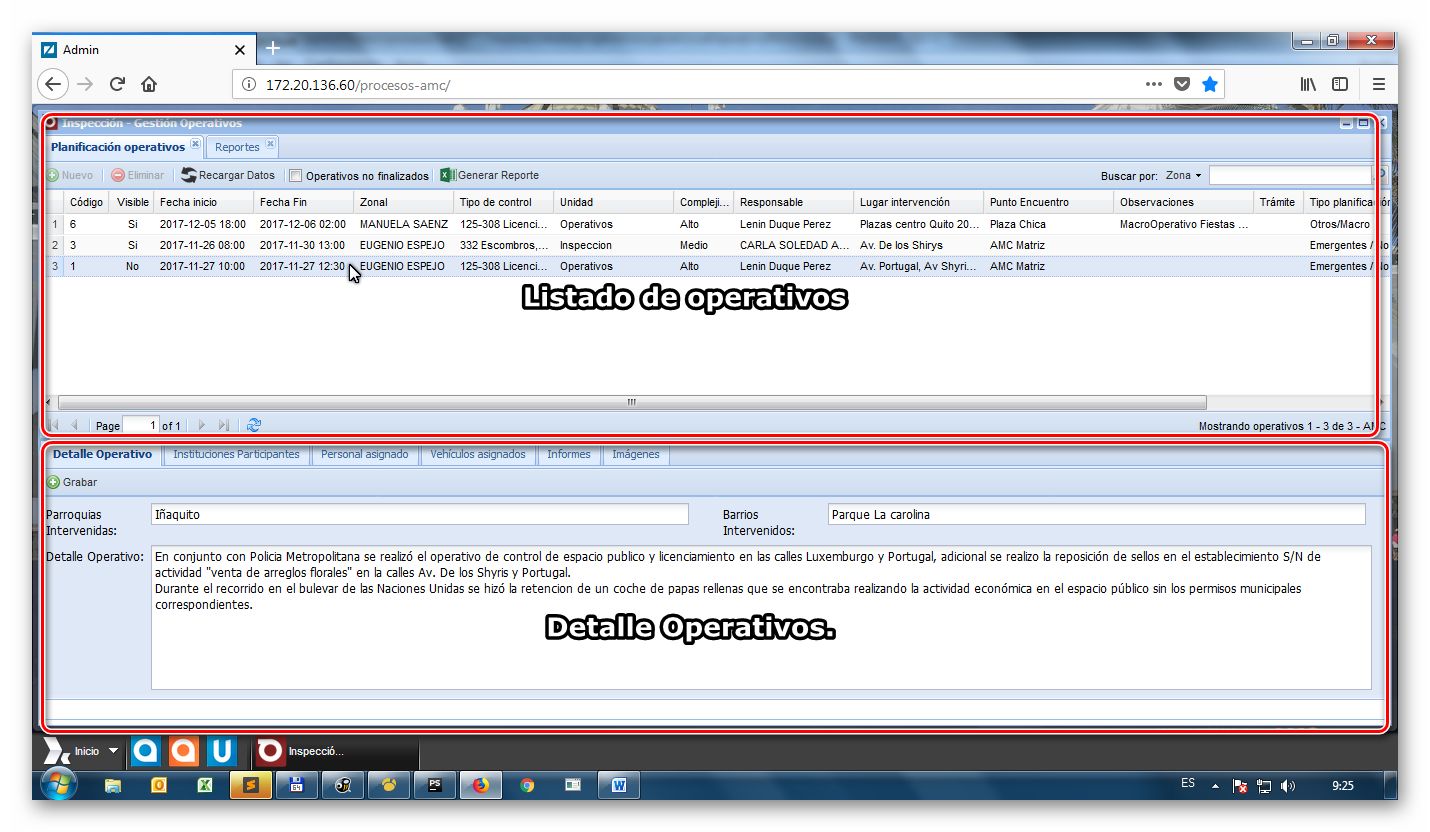 Admin
172.20.136.60/procesos-amc/
Inspección - Gestión Operativos
Planificación operativos Reportes
Nuevo Eliminar Recargar Datos Operativos no finalizados Generar Reporte Buscar por: Zona
Código Visible Fecha inicio Fecha Fin Zonal Tipo de control Unidad Compleji... Responsable Lugar intervención Punto Encuentro Observaciones Trámite Tipo planificación
1 6 Si 2017-12-05 18:00 2017-12-06 02:00 MANUELA SAENZ 125-308 Licenci... Operativos Alto Lenin Duque Perez Plazas centro Quito 20... Plaza Chica MacroOperativo Fiestas ... Otros/Macro
2 3 Si 2017-11-26 08:00 2017-11-30 13:00 EUGENIO ESPEJO 332 Escombros,... Inspeccion Medio CARLA SOLEDAD A... Av. De los Shirys AMC Matriz Emergentes / No
3 1 No 2017-11-27 10:00 2017-11-27 12:30 EUGENIO ESPEJO 125-308 Licenci... Operativos Alto Lenin Duque Perez Av. Portugal, Av Shyri... AMC Matriz Emergentes / No
Listado de operativos
Page 1 of 1 Mostrando operativos 1 - 3 de 3 - AMC
Detalle Operativo Instituciones Participantes Personal asignado Vehículos asignados Informes Imágenes
Grabar
Parroquias Intervenidas: Iñaquito Barrios Intervenidos: Parque La carolina
Detalle Operativo: En conjunto con Policia Metropolitana se realizó el operativo de control de espacio publico y licenciamiento en las calles Luxemburgo y Portugal, adicional se realizo la reposición de sellos en el establecimiento S/N de
actividad "venta de arreglos florales" en la calles Av. De los Shyris y Portugal.
Durante el recorrido en el bulevar de las Naciones Unidas se hizó la retencion de un coche de papas rellenas que se encontraba realizando la actividad económica en el espacio público sin los permisos municipales
correspondientes.
Detalle Operativos.
Inicio Inspecció...
ES 9:25